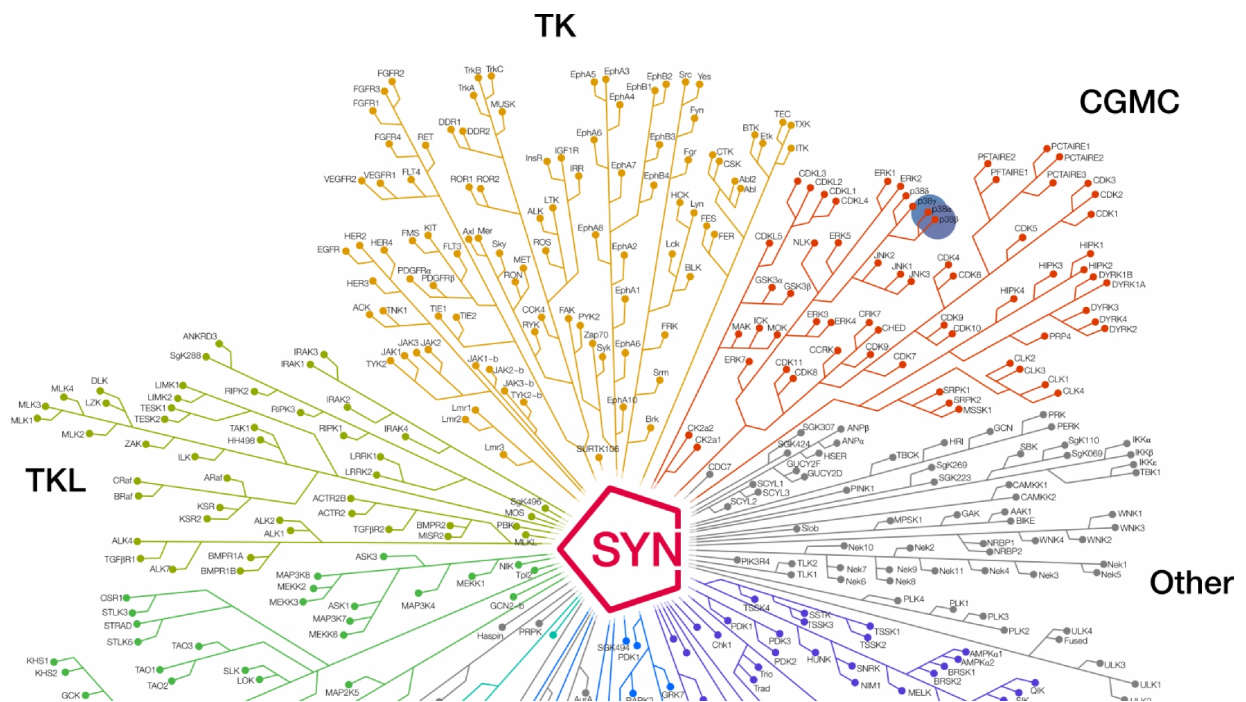 TK
CGMC
TKL
Other
SYN
FGFR2
FGFR3
FGFR1
FGFR4
RET
FLT4
VEGFR1
VEGFR2
TrkB
TrkC
TrkA
MUSK
DDR1
DDR2
ROR1
ROR2
InsR
IGF1R
IRR
LTK
ALK
ROS
EphA5
EphA3
EphA4
EphA6
EphA7
EphA8
EphA2
EphA1
EphA6
EphA10
EphB1
EphB2
EphB3
EphB4
Src
Yes
Fyn
Fgr
HCK
Lyn
Lck
BLK
FRK
Srm
Brk
CTK
CSK
Abl2
Abl
FES
FER
BTK
Etk
TEC
TXK
ITK
HER2
EGFR
HER4
HER3
FMS
KIT
FLT3
PDGFRα
PDGFRβ
Axl
Mer
Sky
MET
RON
ACK
TNK1
TIE1
TIE2
CCK4
RYK
FAK
PYK2
Zap70
Syk
JAK3
JAK2
JAK1
TYK2
JAK1~b
JAK2~b
JAK3~b
TYK2~b
Lmr1
Lmr2
Lmr3
SURTK106
CDKL3
CDKL2
CDKL1
CDKL4
CDKL5
ERK1
ERK2
p38δ
p38γ
p38α
p38β
NLK
ERK5
JNK2
JNK1
JNK3
GSK3α
GSK3β
MAK
ICK
MOK
ERK3
ERK4
ERK7
CRK7
CHED
CCRK
CDK9
CDK7
CDK11
CDK8
CDK4
CDK6
CDK9
CDK10
CDK5
PFTAIRE2
PFTAIRE1
PCTAIRE1
PCTAIRE2
PCTAIRE3
CDK3
CDK2
CDK1
HIPK1
HIPK2
HIPK3
HIPK4
DYRK1B
DYRK1A
DYRK3
DYRK4
DYRK2
PRP4
CLK2
CLK3
CLK1
CLK4
SRPK1
SRPK2
MSSK1
CK2a2
CK2a1
CDC7
ANKRD3
SgK288
IRAK3
IRAK1
IRAK2
IRAK4
RIPK2
RIPK3
RIPK1
DLK
LZK
MLK4
MLK3
MLK1
MLK2
LIMK1
LIMK2
TESK1
TESK2
TAK1
HH498
ZAK
ILK
LRRK1
LRRK2
CRaf
BRaf
ARaf
KSR
KSR2
ACTR2B
ACTR2
TGFβR2
BMPR2
MISR2
ALK2
ALK1
ALK4
TGFβR1
ALK7
BMPR1A
BMPR1B
SgK496
MOS
PBK
MLKL
ASK3
MAP3K8
MEKK2
MEKK3
ASK1
MAP3K7
MEKK6
MAP3K4
MEKK1
NIK
Tpl2
GCN2~b
OSR1
STLK3
STRAD
STLK6
TAO3
TAO1
TAO2
SLK
LOK
KHS1
KHS2
GCK
MAP2K5
Haspin
PRPK
SGK494
PDK1
AurA
GRK7
SGK307
SGK424
ANPβ
ANPα
HSER
GUCY2F
GUCY2D
SCYL1
SCYL3
SCYL2
PINK1
TBCK
HRI
GCN
PRK
PERK
SBK
SgK110
SgK069
SgK269
SGK223
IKKα
IKKβ
IKKε
TBK1
CAMKK1
CAMKK2
Slob
MPSK1
GAK
AAK1
BIKE
WNK1
WNK3
WNK2
WNK4
NRBP1
NRBP2
PIK3R4
TLK2
TLK1
Nek10
Nek2
Nek7
Nek6
Nek9
Nek8
Nek11
Nek4
Nek3
Nek1
Nek5
PLK4
PLK1
PLK3
PLK2
ULK4
Fused
ULK3
ULK1
TSSK4
SSTK
TSSK3
TSSK1
TSSK2
PDK1
Chk1
PDK3
PDK2
Trio
Trad
HUNK
SNRK
NIM1
MELK
AMPKα1
AMPKα2
BRSK1
BRSK2
QIK
SIK